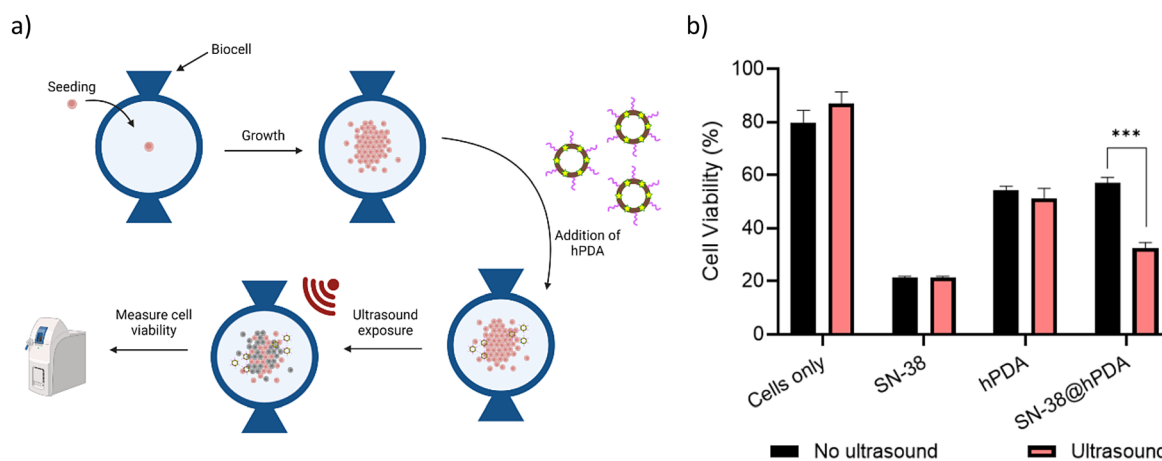 a)
Biocell
Seeding
Growth
Addition of
hPDA
Ultrasound
exposure
Measure cell
viability
b)
Cell Viability (%)
100
80
60
40
20
0
***
Cells only
SN-38
hPDA
SN-38@hPDA
No ultrasound
Ultrasound